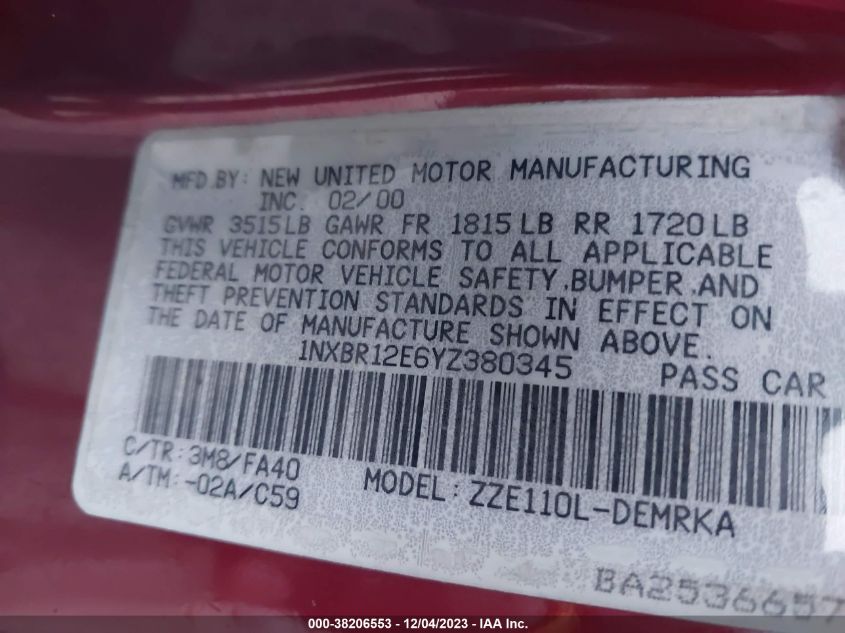 MFD.BY: NEW UNITED MOTOR MANUFACTURING
INC. 02/00
GVWR 3515LB GAWR FR 1815LB RR 1720LB
THIS VEHICLE CONFORMS TO ALL APPLICABLE
FEDERAL MOTOR VEHICLE SAFETY,BUMPER,AND
THEFT PREVENTION STANDARDS IN EFFECT ON
THE DATE OF MANUFACTURE SHOWN ABOVE.
1NXBR12E6YZ380345 PASS CAR
C/TR:3M8/FA40
A/TM:-02A/C59
MODEL: ZZE110L-DEMRKA
BA2536657
000-38206553 - 12/04/2023 - IAA Inc.